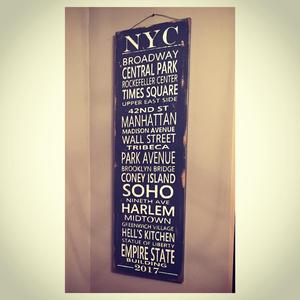 NYC
BROADWAY
CENTRAL PARK
ROCKEFELLER CENTER
TIMES SQUARE
UPPER EAST SIDE
42ND ST
MANHATTAN
MADISON AVENUE
WALL STREET
TRIBECA
PARK AVENUE
BROOKLYN BRIDGE
CONEY ISLAND
SOHO
NINETH AVE
HARLEM
MIDTOWN
GREENWICH VILLAGE
HELL'S KITCHEN
STATUE OF LIBERTY
EMPIRE STATE
BUILDING
2017